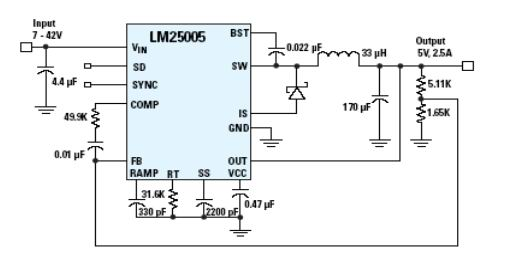 Input
7 - 42V
LM25005
BST
0.022 µF
VIN
SD
SW
33 µH
Output
5V, 2.5A
4.4 µF
SYNC
5.11K
COMP
IS
170 µF
1.65K
49.9K
GND
0.01 µF
FB
OUT
RAMP RT SS VCC
31.6K
0.47 µF
330 pF
2200 pF